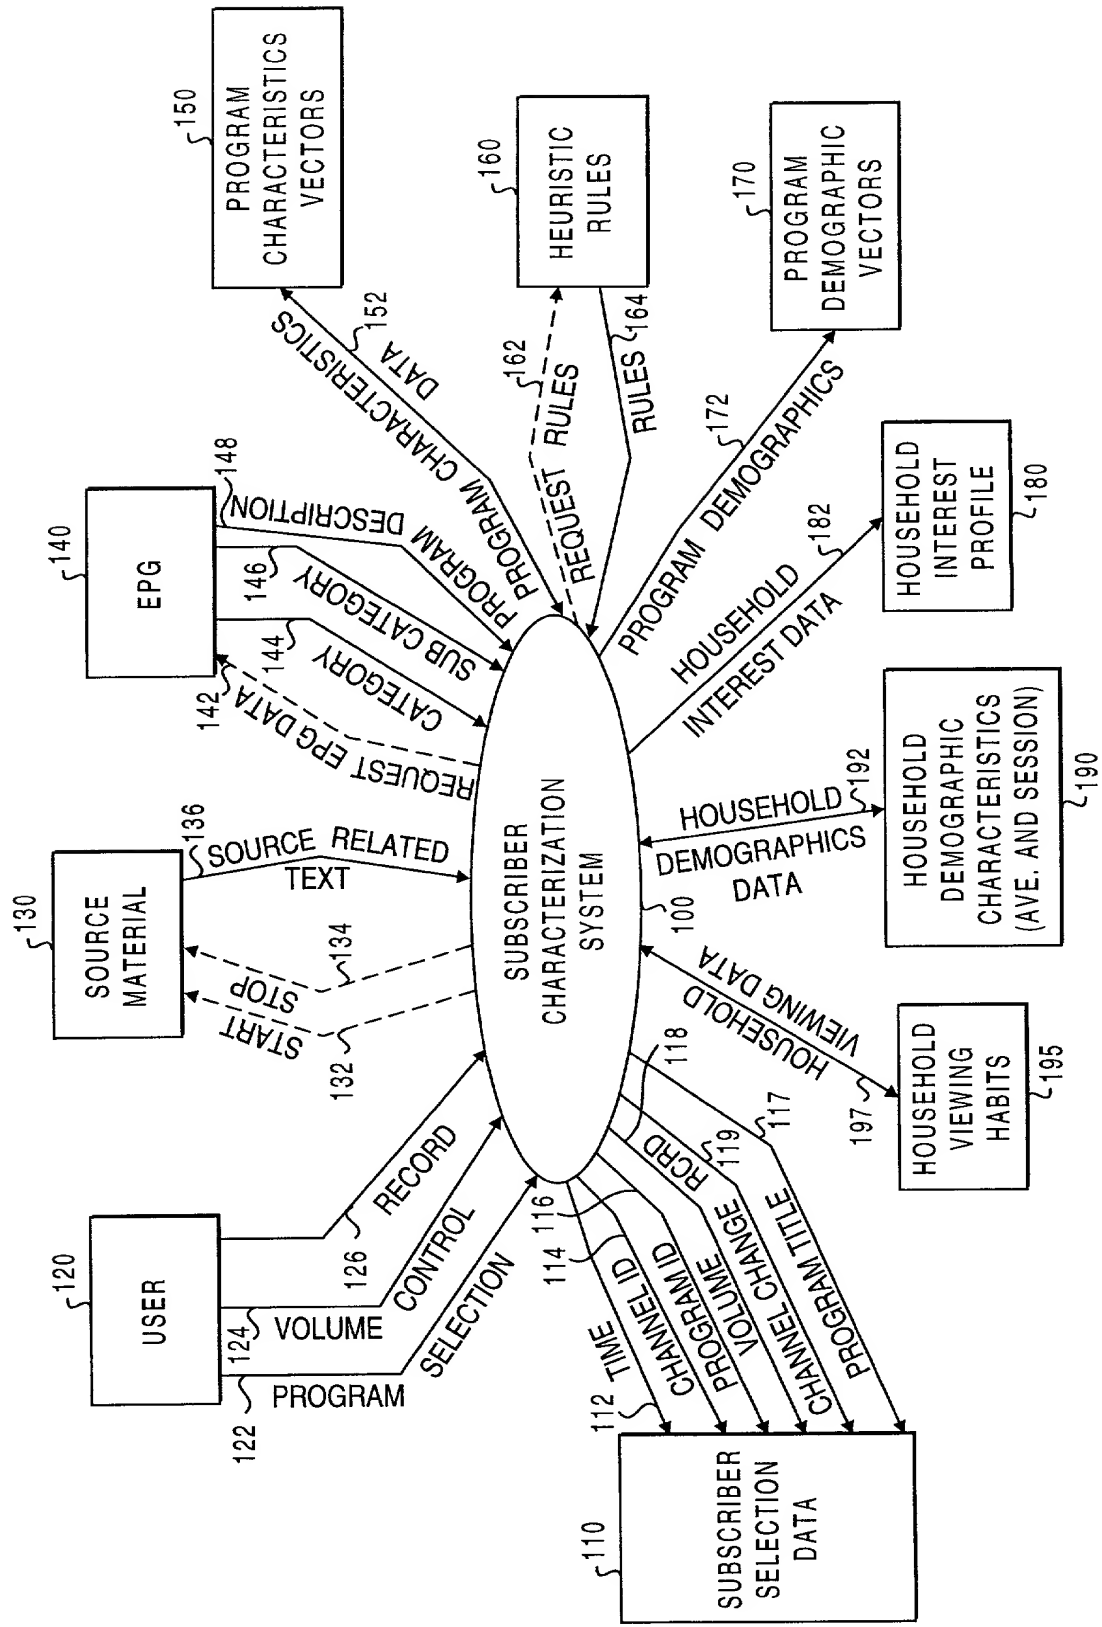 120
USER
122
PROGRAM
SELECTION
124
VOLUME
CONTROL
126
RECORD
130
SOURCE
MATERIAL
132
START
134
STOP
136
SOURCE RELATED
TEXT
140
EPG
142
REQUEST EPG DATA
144
CATEGORY
146
SUB CATEGORY
148
PROGRAM DESCRIPTION
150
PROGRAM
CHARACTERISTICS
VECTORS
152
PROGRAM CHARACTERISTICS
DATA
160
HEURISTIC
RULES
162
REQUEST RULES
164
RULES
170
PROGRAM
DEMOGRAPHIC
VECTORS
172
PROGRAM DEMOGRAPHICS
180
HOUSEHOLD
INTEREST
PROFILE
182
HOUSEHOLD
INTEREST DATA
190
HOUSEHOLD
DEMOGRAPHIC
CHARACTERISTICS
(AVE. AND SESSION)
192
HOUSEHOLD
DEMOGRAPHICS
DATA
195
HOUSEHOLD
VIEWING
HABITS
197
HOUSEHOLD
VIEWING DATA
100
SUBSCRIBER
CHARACTERIZATION
SYSTEM
110
SUBSCRIBER
SELECTION
DATA
112
TIME
114
CHANNEL ID
116
PROGRAM ID
118
VOLUME
RCRD
119
CHANNEL CHANGE
117
PROGRAM TITLE